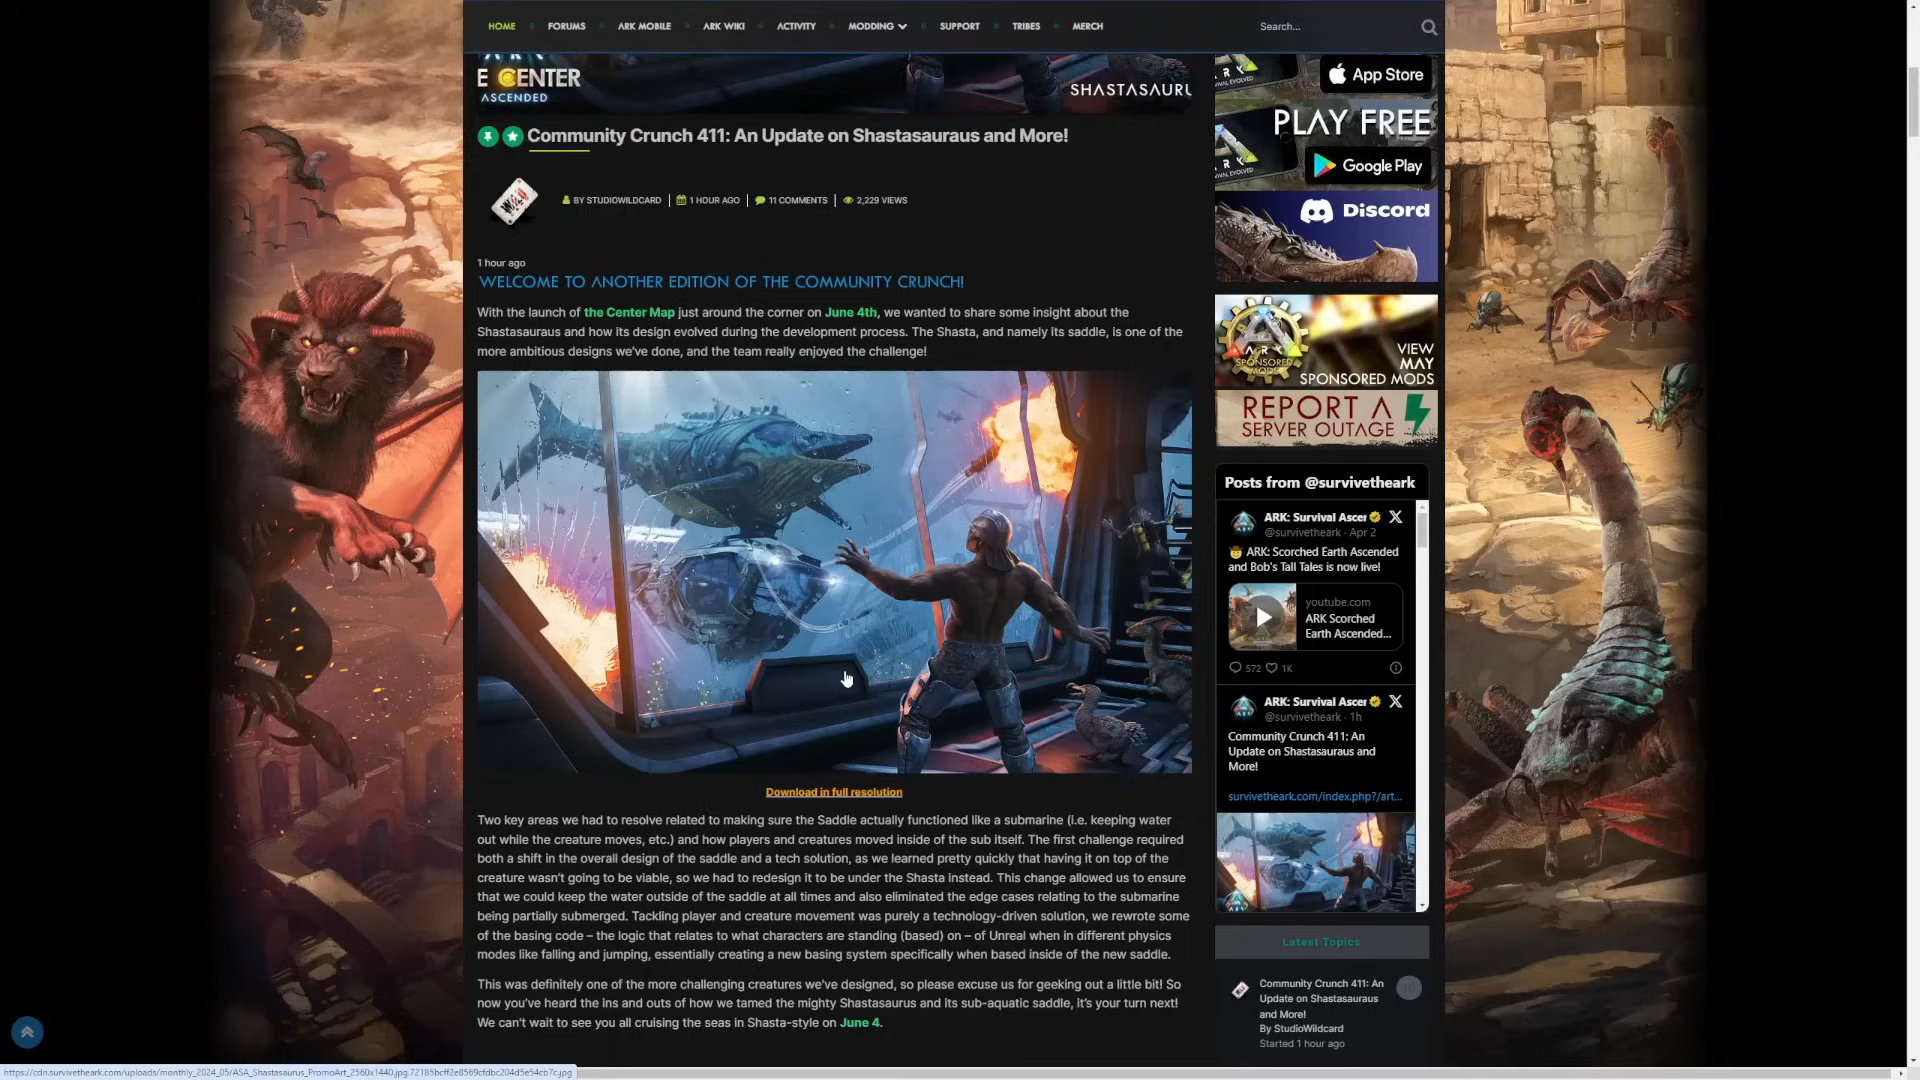 HOME FORUMS ARK MOBILE ARK WIKI ACTIVITY MODDING SUPPORT TRIBES MERCH Search...
E CENTER
ASCENDED
SHASTASAURU
Community Crunch 411: An Update on Shastasauraus and More!
BY STUDIOWILDCARD 1 HOUR AGO 11 COMMENTS 2,229 VIEWS
1 hour ago
WELCOME TO ANOTHER EDITION OF THE COMMUNITY CRUNCH!
With the launch of the Center Map just around the corner on June 4th, we wanted to share some insight about the
Shastasauraus and how its design evolved during the development process. The Shasta, and namely its saddle, is one of the
more ambitious designs we've done, and the team really enjoyed the challenge!
Download in full resolution
Two key areas we had to resolve related to making sure the Saddle actually functioned like a submarine (i.e. keeping water
out while the creature moves, etc.) and how players and creatures moved inside of the sub itself. The first challenge required
both a shift in the overall design of the saddle and a tech solution, as we learned pretty quickly that having it on top of the
creature wasn't going to be viable, so we had to redesign it to be under the Shasta instead. This change allowed us to ensure
that we could keep the water outside of the saddle at all times and also eliminated the edge cases relating to the submarine
being partially submerged. Tackling player and creature movement was purely a technology-driven solution, we rewrote some
of the basing code – the logic that relates to what characters are standing (based) on – of Unreal when in different physics
modes like falling and jumping, essentially creating a new basing system specifically when based inside of the new saddle.
This was definitely one of the more challenging creatures we've designed, so please excuse us for geeking out a little bit! So
now you've heard the ins and outs of how we tamed the mighty Shastasaurus and its sub-aquatic saddle, it's your turn next!
We can't wait to see you all cruising the seas in Shasta-style on June 4.
App Store
PLAY FREE
Google Play
Discord
ARK
SPONSORED
MODS
VIEW
MAY
SPONSORED MODS
REPORT A
SERVER OUTAGE
Posts from @survivetheark
ARK: Survival Ascen
@survivetheark · Apr 2
ARK: Scorched Earth Ascended
and Bob's Tall Tales is now live!
youtube.com
ARK Scorched
Earth Ascended...
572 1K
ARK: Survival Ascen
@survivetheark · 1h
Community Crunch 411: An
Update on Shastasauraus and
More!
survivetheark.com/index.php?/art...
Latest Topics
Community Crunch 411: An
Update on Shastasauraus
and More!
By StudioWildcard
Started 1 hour ago
https://cdn.survivetheark.com/uploads/monthly_2024_05/ASA_Shastasaurus_PromoArt_2560x1440.jpg.72185bcff2e8569cfdbc204d5e54cb7c.jpg